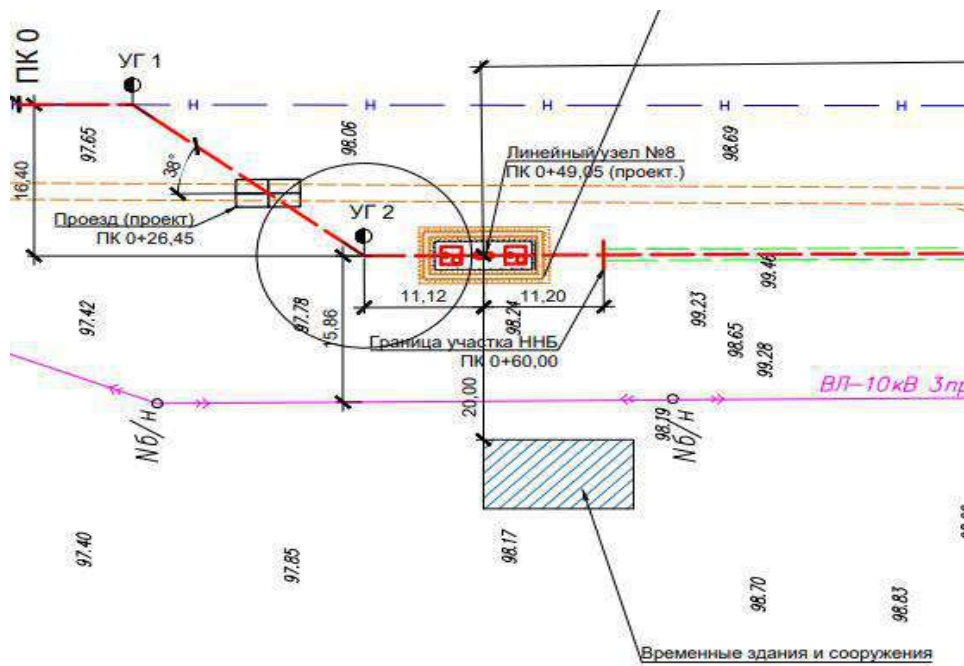 ПК 0
УГ 1
Н Н Н Н Н
97.65
98.06
98.69
16,40
38°
Линейный узел №8
ПК 0+49,05 (проект.)
Проезд (проект)
ПК 0+26,45
УГ 2
11,12
11,20
97.42
97.78
98.24
99.46
99.23
98.65
99.28
15,86
Граница участка ННБ
ПК 0+60,00
20,00
ВЛ-10кВ 3пр
Nб/н
98.19
Nб/н
97.40
97.85
98.17
98.70
98.83
Временные здания и сооружения